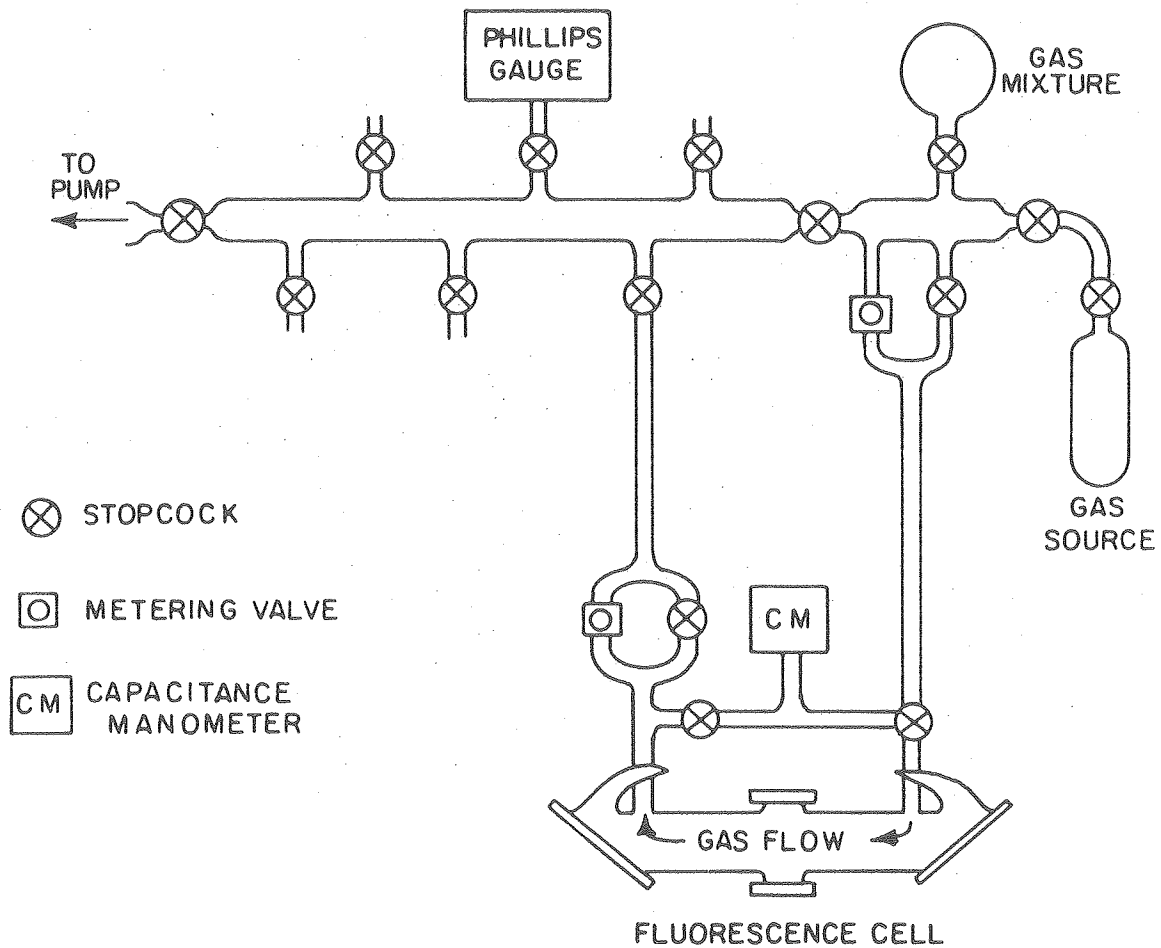 PHILLIPS
GAUGE
GAS
MIXTURE
TO
PUMP
GAS
SOURCE
STOPCOCK
METERING VALVE
CM
CM
CAPACITANCE
MANOMETER
GAS FLOW
FLUORESCENCE CELL